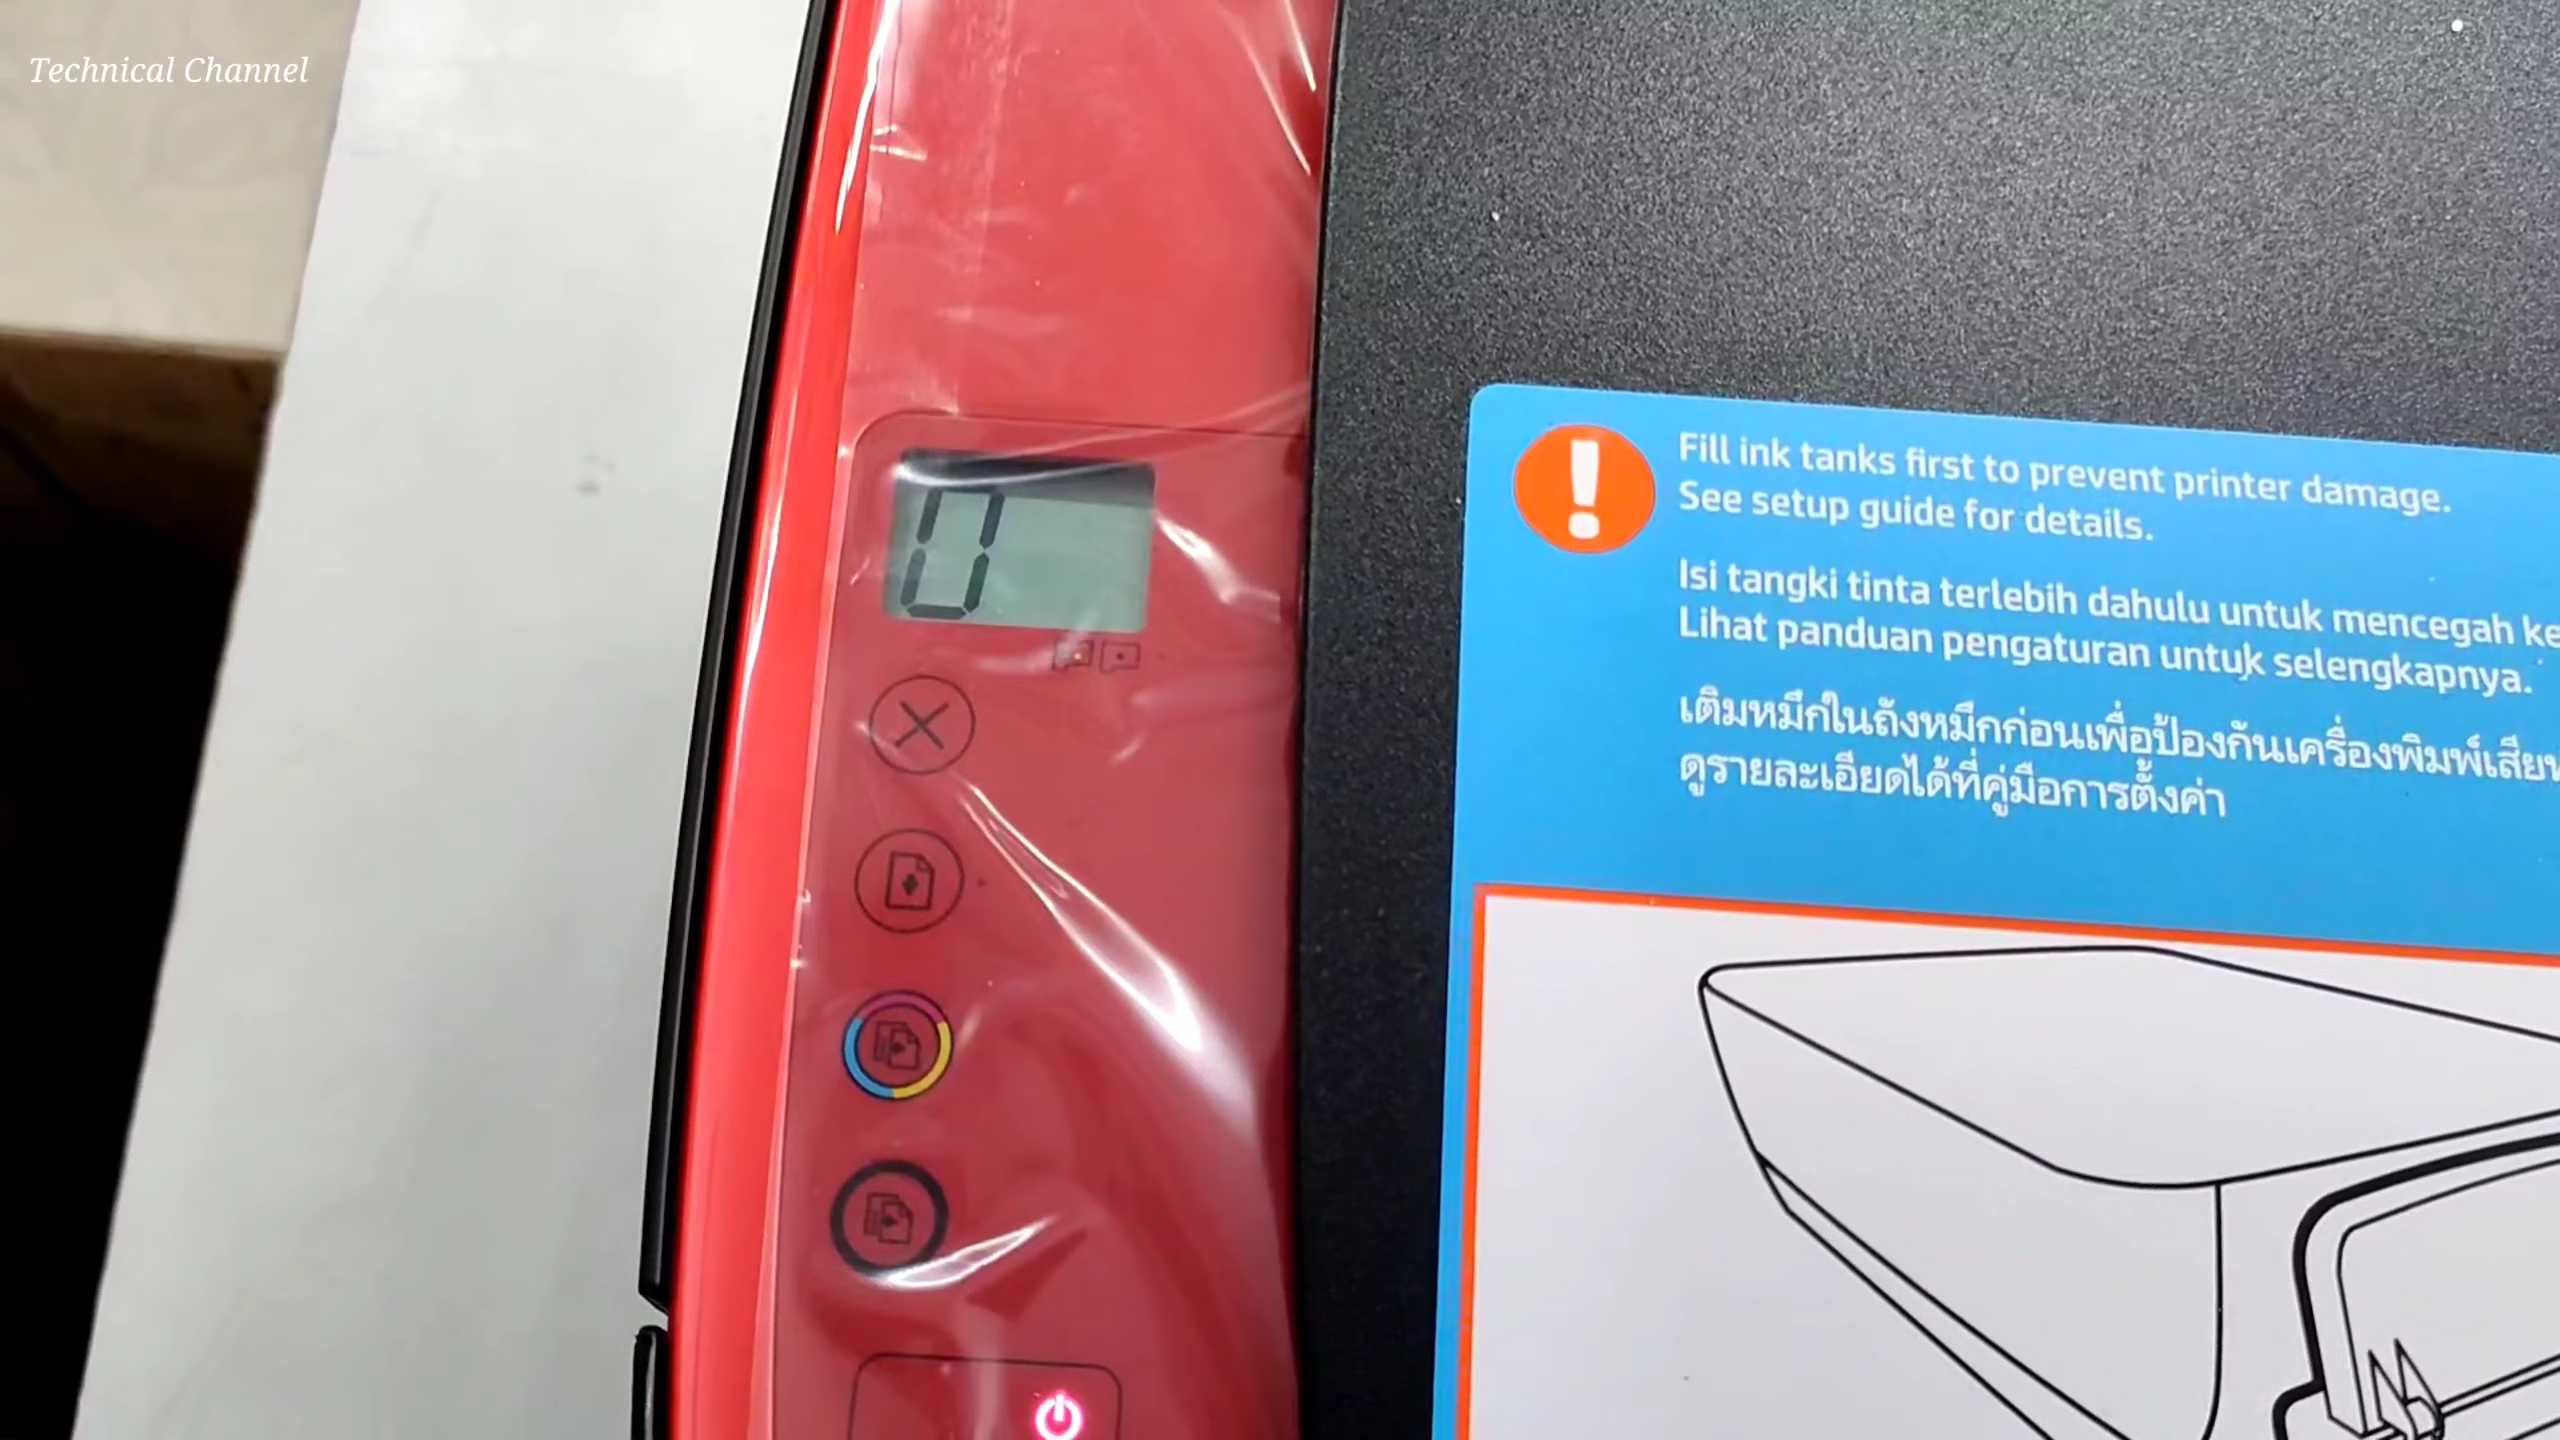 Technical Channel
0
Fill ink tanks first to prevent printer damage.
See setup guide for details.
Isi tangki tinta terlebih dahulu untuk mencegah
Lihat panduan pengaturan untuk selengkapnya.
เติมหมึกในถังหมึกก่อนเพื่อป้องกันเครื่องพิมพ์
ดูรายละเอียดได้ที่คู่มือการตั้งค่า